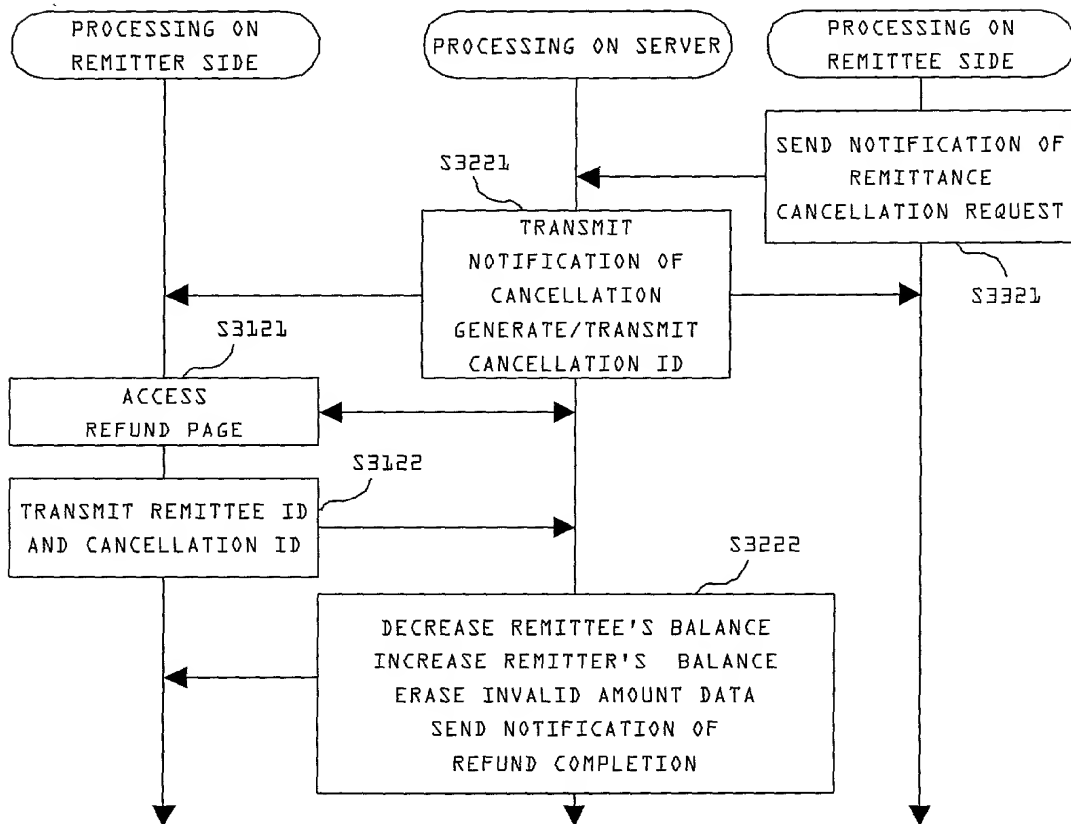 PROCESSING ON
REMITTER SIDE
PROCESSING ON SERVER
PROCESSING ON
REMITTEE SIDE
SEND NOTIFICATION OF
REMITTANCE
CANCELLATION REQUEST
S3321
S3221
TRANSMIT
NOTIFICATION OF
CANCELLATION
GENERATE/TRANSMIT
CANCELLATION ID
S3121
ACCESS
REFUND PAGE
S3122
TRANSMIT REMITTEE ID
AND CANCELLATION ID
S3222
DECREASE REMITTEE'S BALANCE
INCREASE REMITTER'S BALANCE
ERASE INVALID AMOUNT DATA
SEND NOTIFICATION OF
REFUND COMPLETION